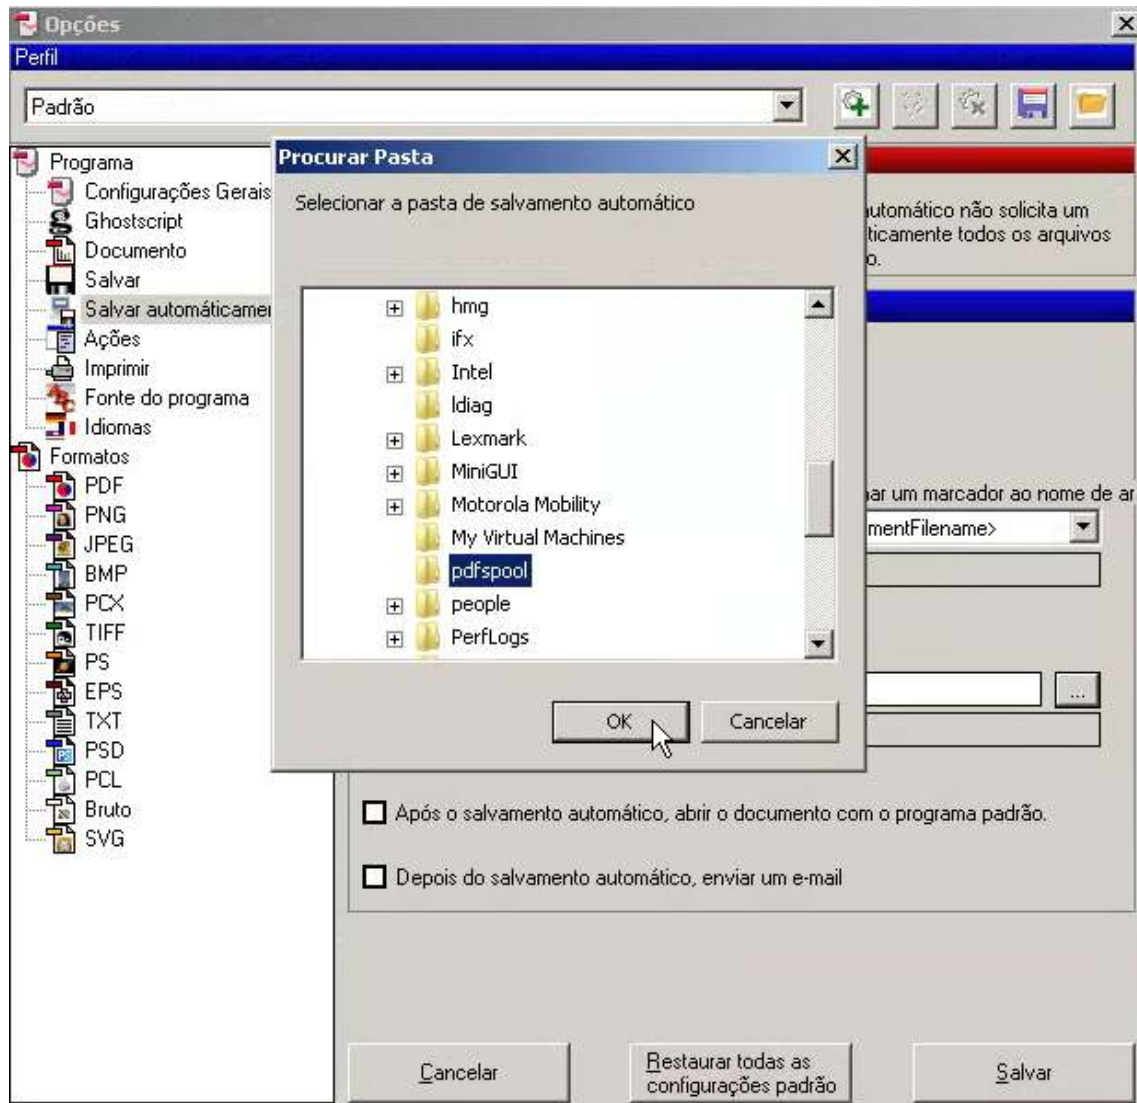 Opções
Perfil
Padrão
Programa
Configurações Gerais
Ghostscript
Documento
Salvar
Salvar automáticamen
Ações
Imprimir
Fonte do programa
Idiomas
Formatos
PDF
PNG
JPEG
BMP
PCX
TIFF
PS
EPS
TXT
PSD
PCL
Bruto
SVG
Procurar Pasta
Selecionar a pasta de salvamento automático
hmg
ifx
Intel
ldiag
Lexmark
MiniGUI
Motorola Mobility
My Virtual Machines
pdfspool
people
PerfLogs
OK
Cancelar
utomático não solicita um
ticamente todos os arquivos
o.
ar um marcador ao nome de ar
mentFilename>
...
Após o salvamento automático, abrir o documento com o programa padrão.
Depois do salvamento automático, enviar um e-mail
Cancelar
Restaurar todas as
configurações padrão
Salvar